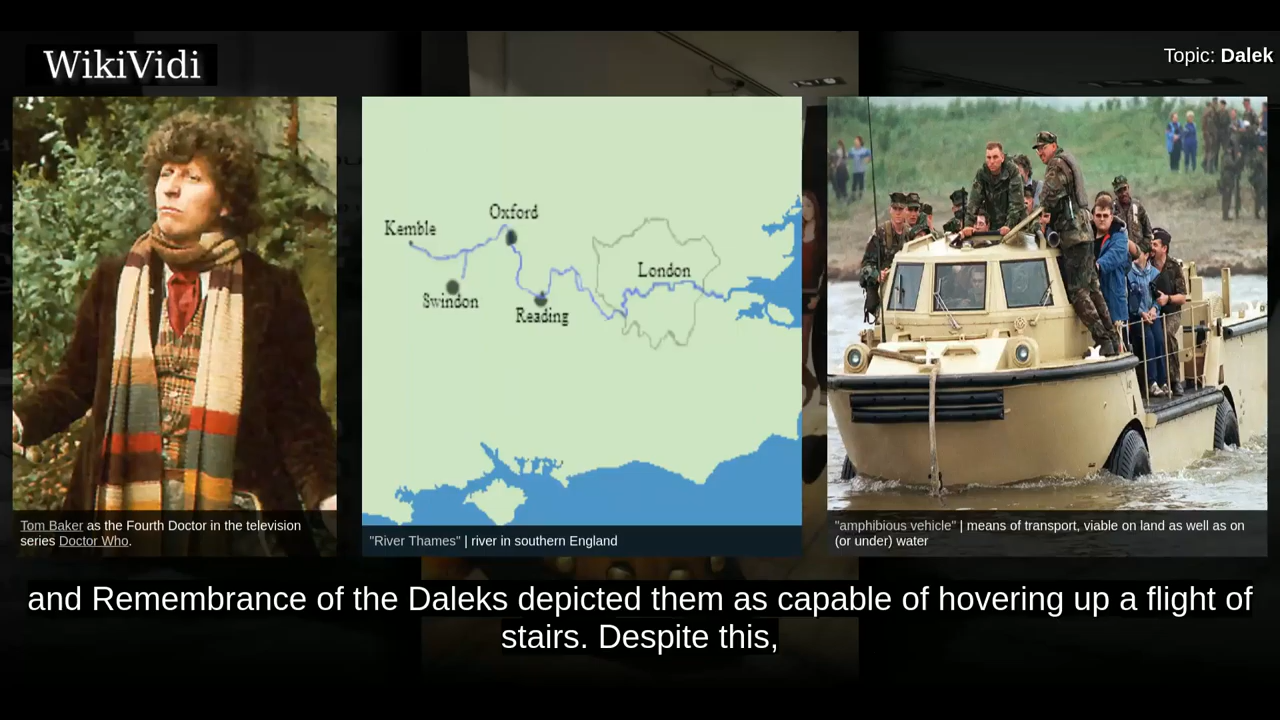 WikiVidi
Topic: Dalek
Kemble
Oxford
London
Swindon
Reading
Tom Baker as the Fourth Doctor in the television
series Doctor Who.
"River Thames" | river in southern England
"amphibious vehicle" | means of transport, viable on land as well as on
(or under) water
and Remembrance of the Daleks depicted them as capable of hovering up a flight of
stairs. Despite this,